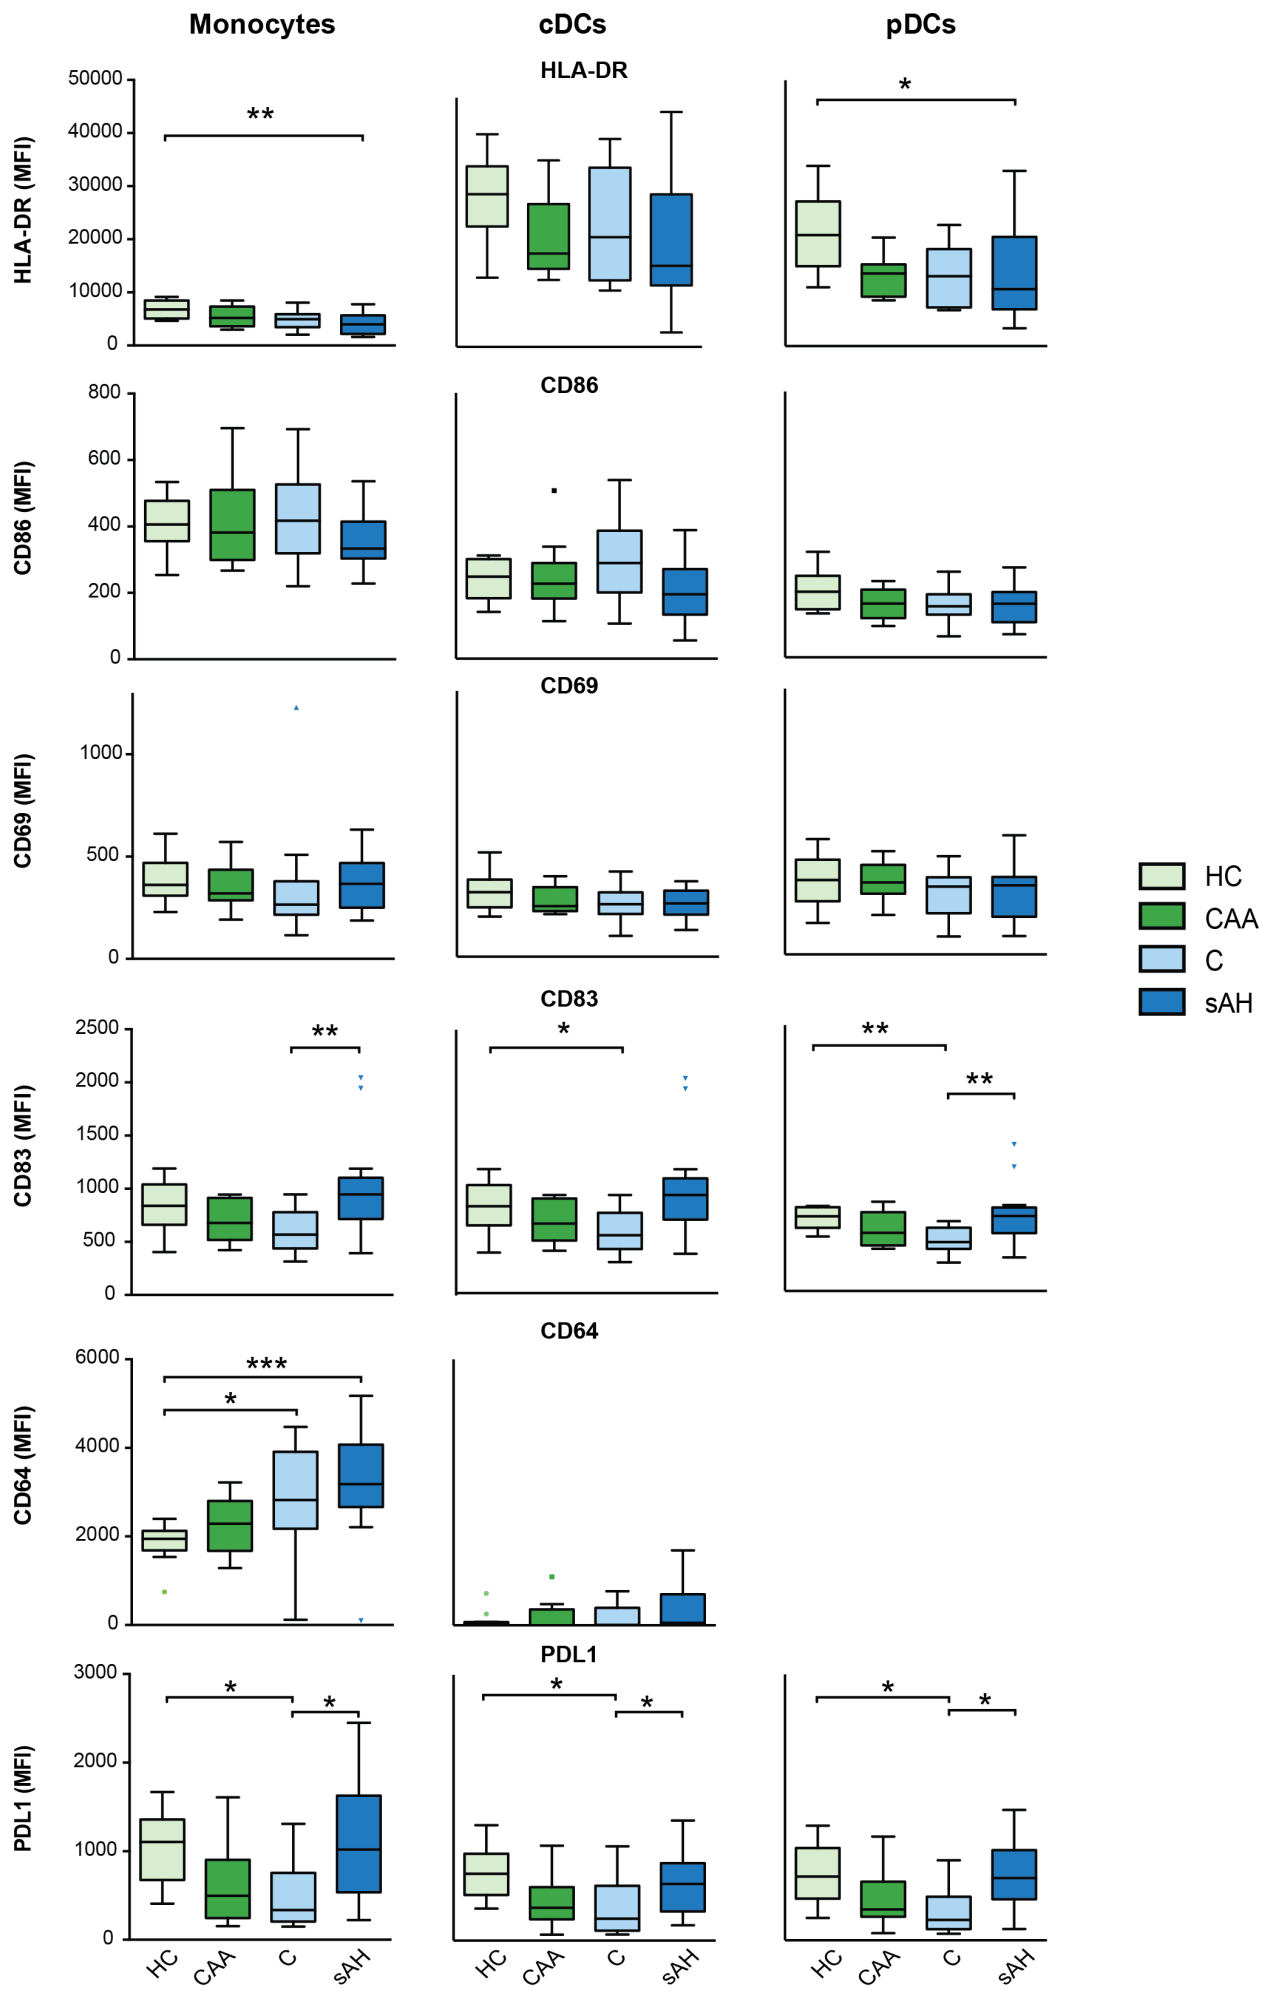 Monocytes cDCs pDCs
HLA-DR
HLA-DR (MFI)
50000
40000
30000
20000
10000
0
**
*
CD86
CD86 (MFI)
800
600
400
200
0
CD69
CD69 (MFI)
1000
500
0
HC
CAA
C
sAH
CD83
CD83 (MFI)
2500
2000
1500
1000
500
0
**
*
**
**
CD64
CD64 (MFI)
6000
4000
2000
0
***
*
PDL1
PDL1 (MFI)
3000
2000
1000
0
*
*
*
*
*
*
HC CAA C sAH HC CAA C sAH HC CAA C sAH